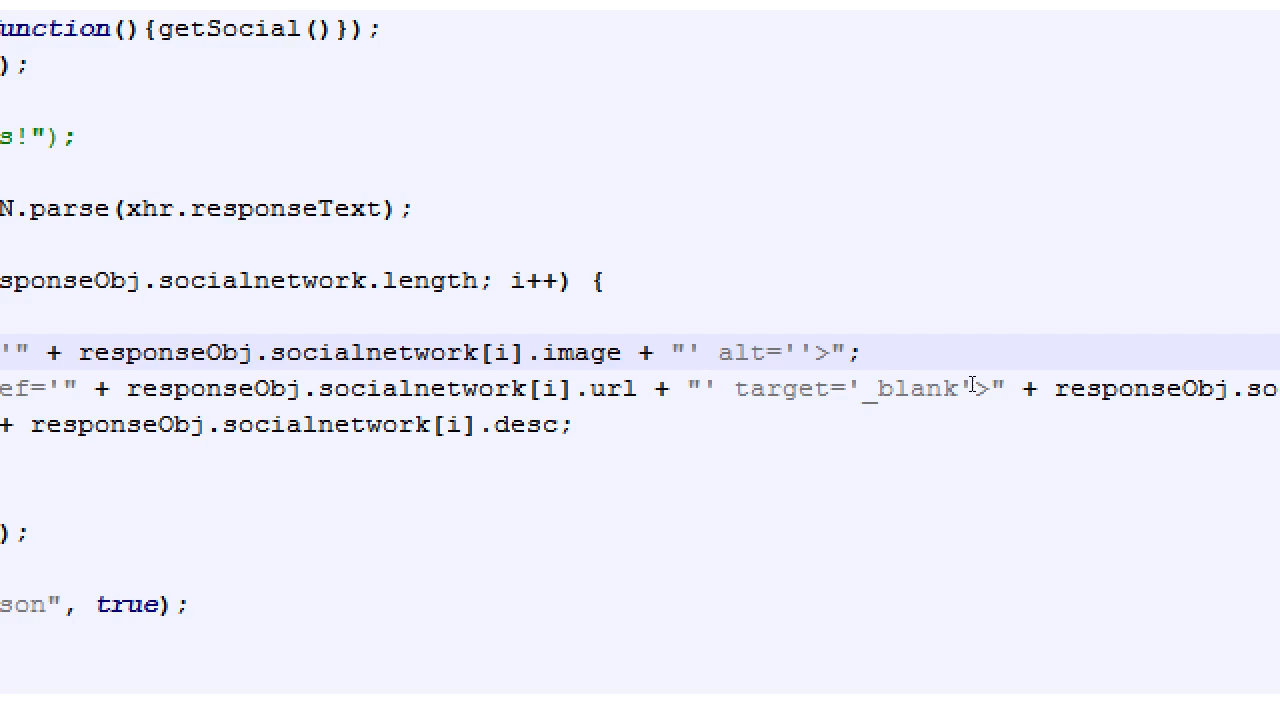 unction(){getSocial()});
);
s!");
N.parse(xhr.responseText);
sponseObj.socialnetwork.length; i++) {
'" + responseObj.socialnetwork[i].image + "' alt=''>";
ef='" + responseObj.socialnetwork[i].url + "' target='_blank'>" + responseObj.so
+ responseObj.socialnetwork[i].desc;
);
son", true);